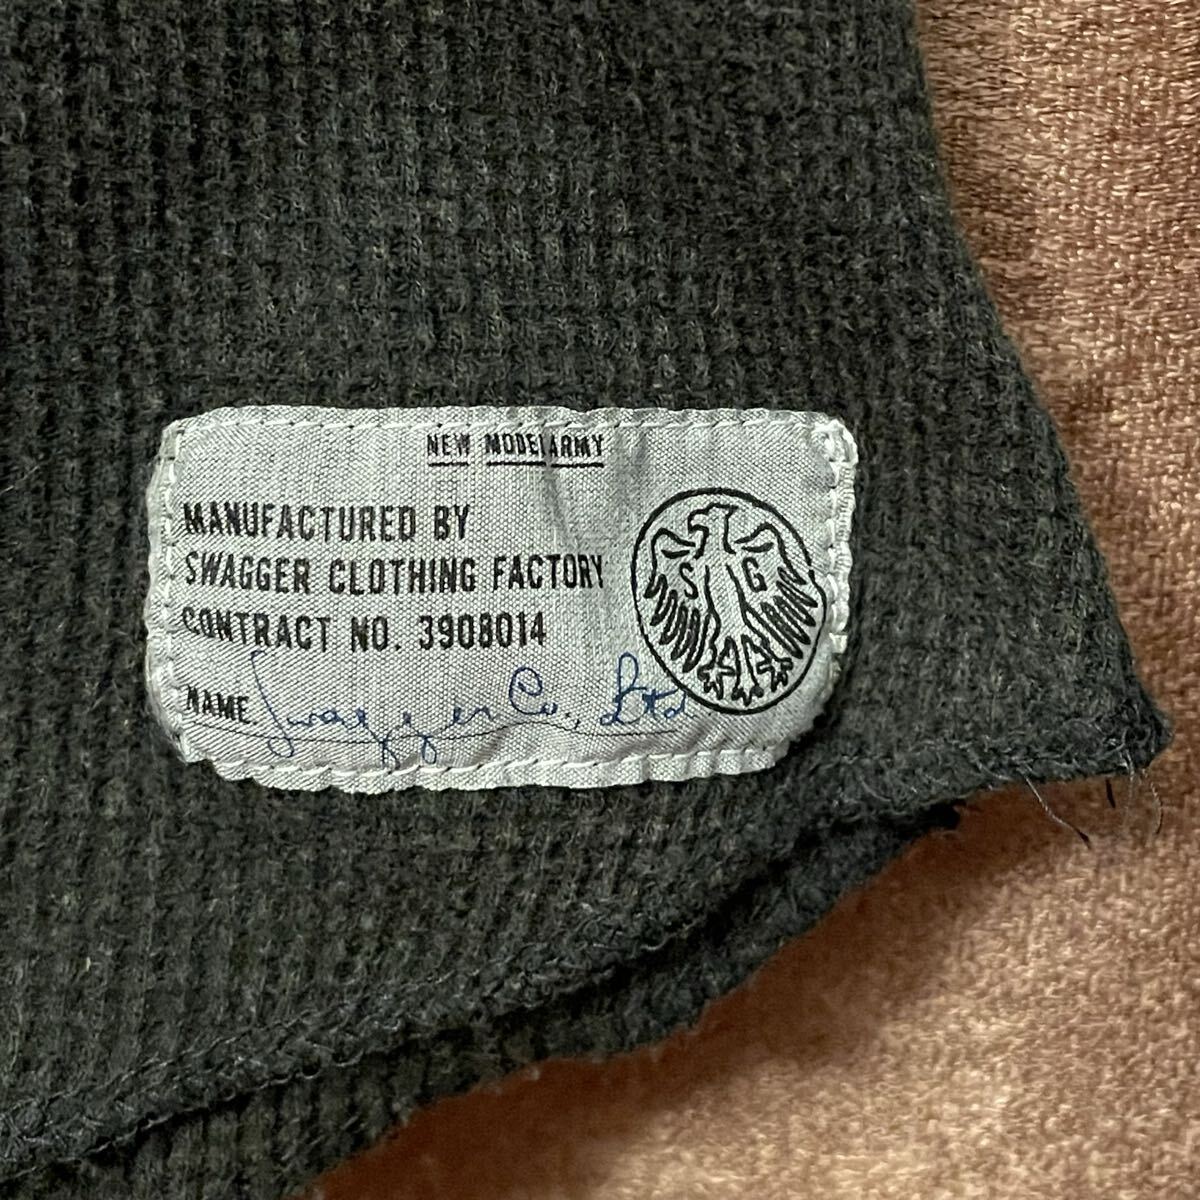 NEW MODEL ARMY
MANUFACTURED BY
SWAGGER CLOTHING FACTORY
CONTRACT NO. 3908014
S G
NAME. Swagger Co., Ltd